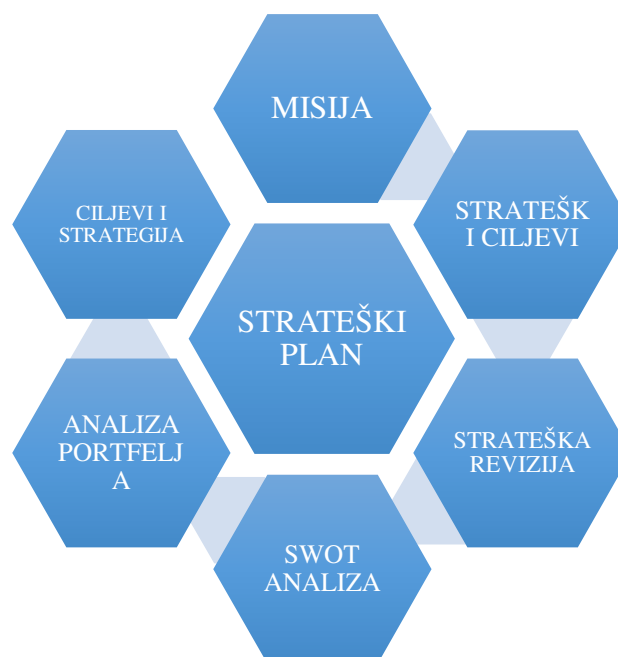 MISIJA
STRATEŠK
I CILJEVI
STRATEŠKA
REVIZIJA
SWOT
ANALIZA
ANALIZA
PORTFELJ
A
CILJEVI I
STRATEGIJA
STRATEŠKI
PLAN